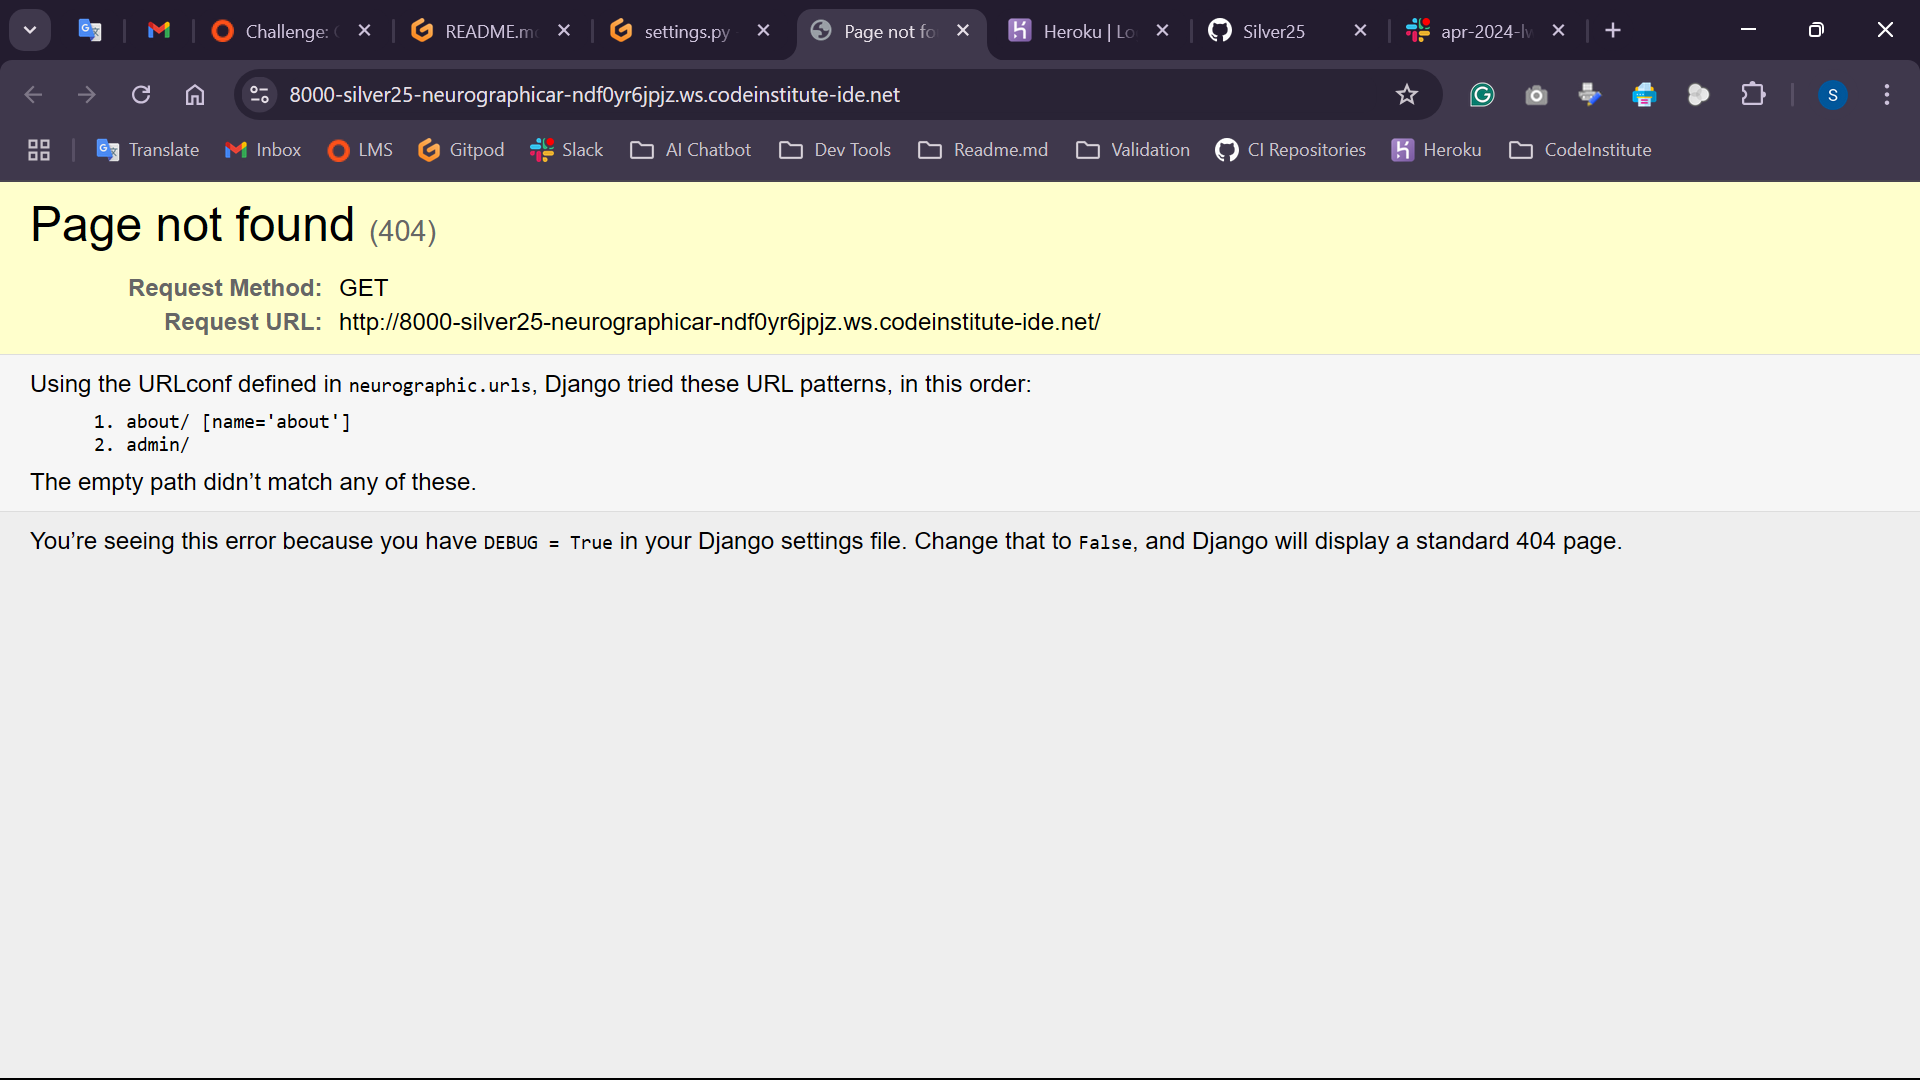 Challenge:
README.m
settings.py
Page not fo
Heroku | Lo
Silver25
apr-2024-lw
8000-silver25-neurographicar-ndf0yr6jpjz.ws.codeinstitute-ide.net
S
Translate
Inbox
LMS
Gitpod
Slack
AI Chatbot
Dev Tools
Readme.md
Validation
CI Repositories
Heroku
CodeInstitute
Page not found (404)
Request Method: GET
Request URL: http://8000-silver25-neurographicar-ndf0yr6jpjz.ws.codeinstitute-ide.net/
Using the URLconf defined in neurographic.urls, Django tried these URL patterns, in this order:
1. about/ [name='about']
2. admin/
The empty path didn’t match any of these.
You’re seeing this error because you have DEBUG = True in your Django settings file. Change that to False, and Django will display a standard 404 page.